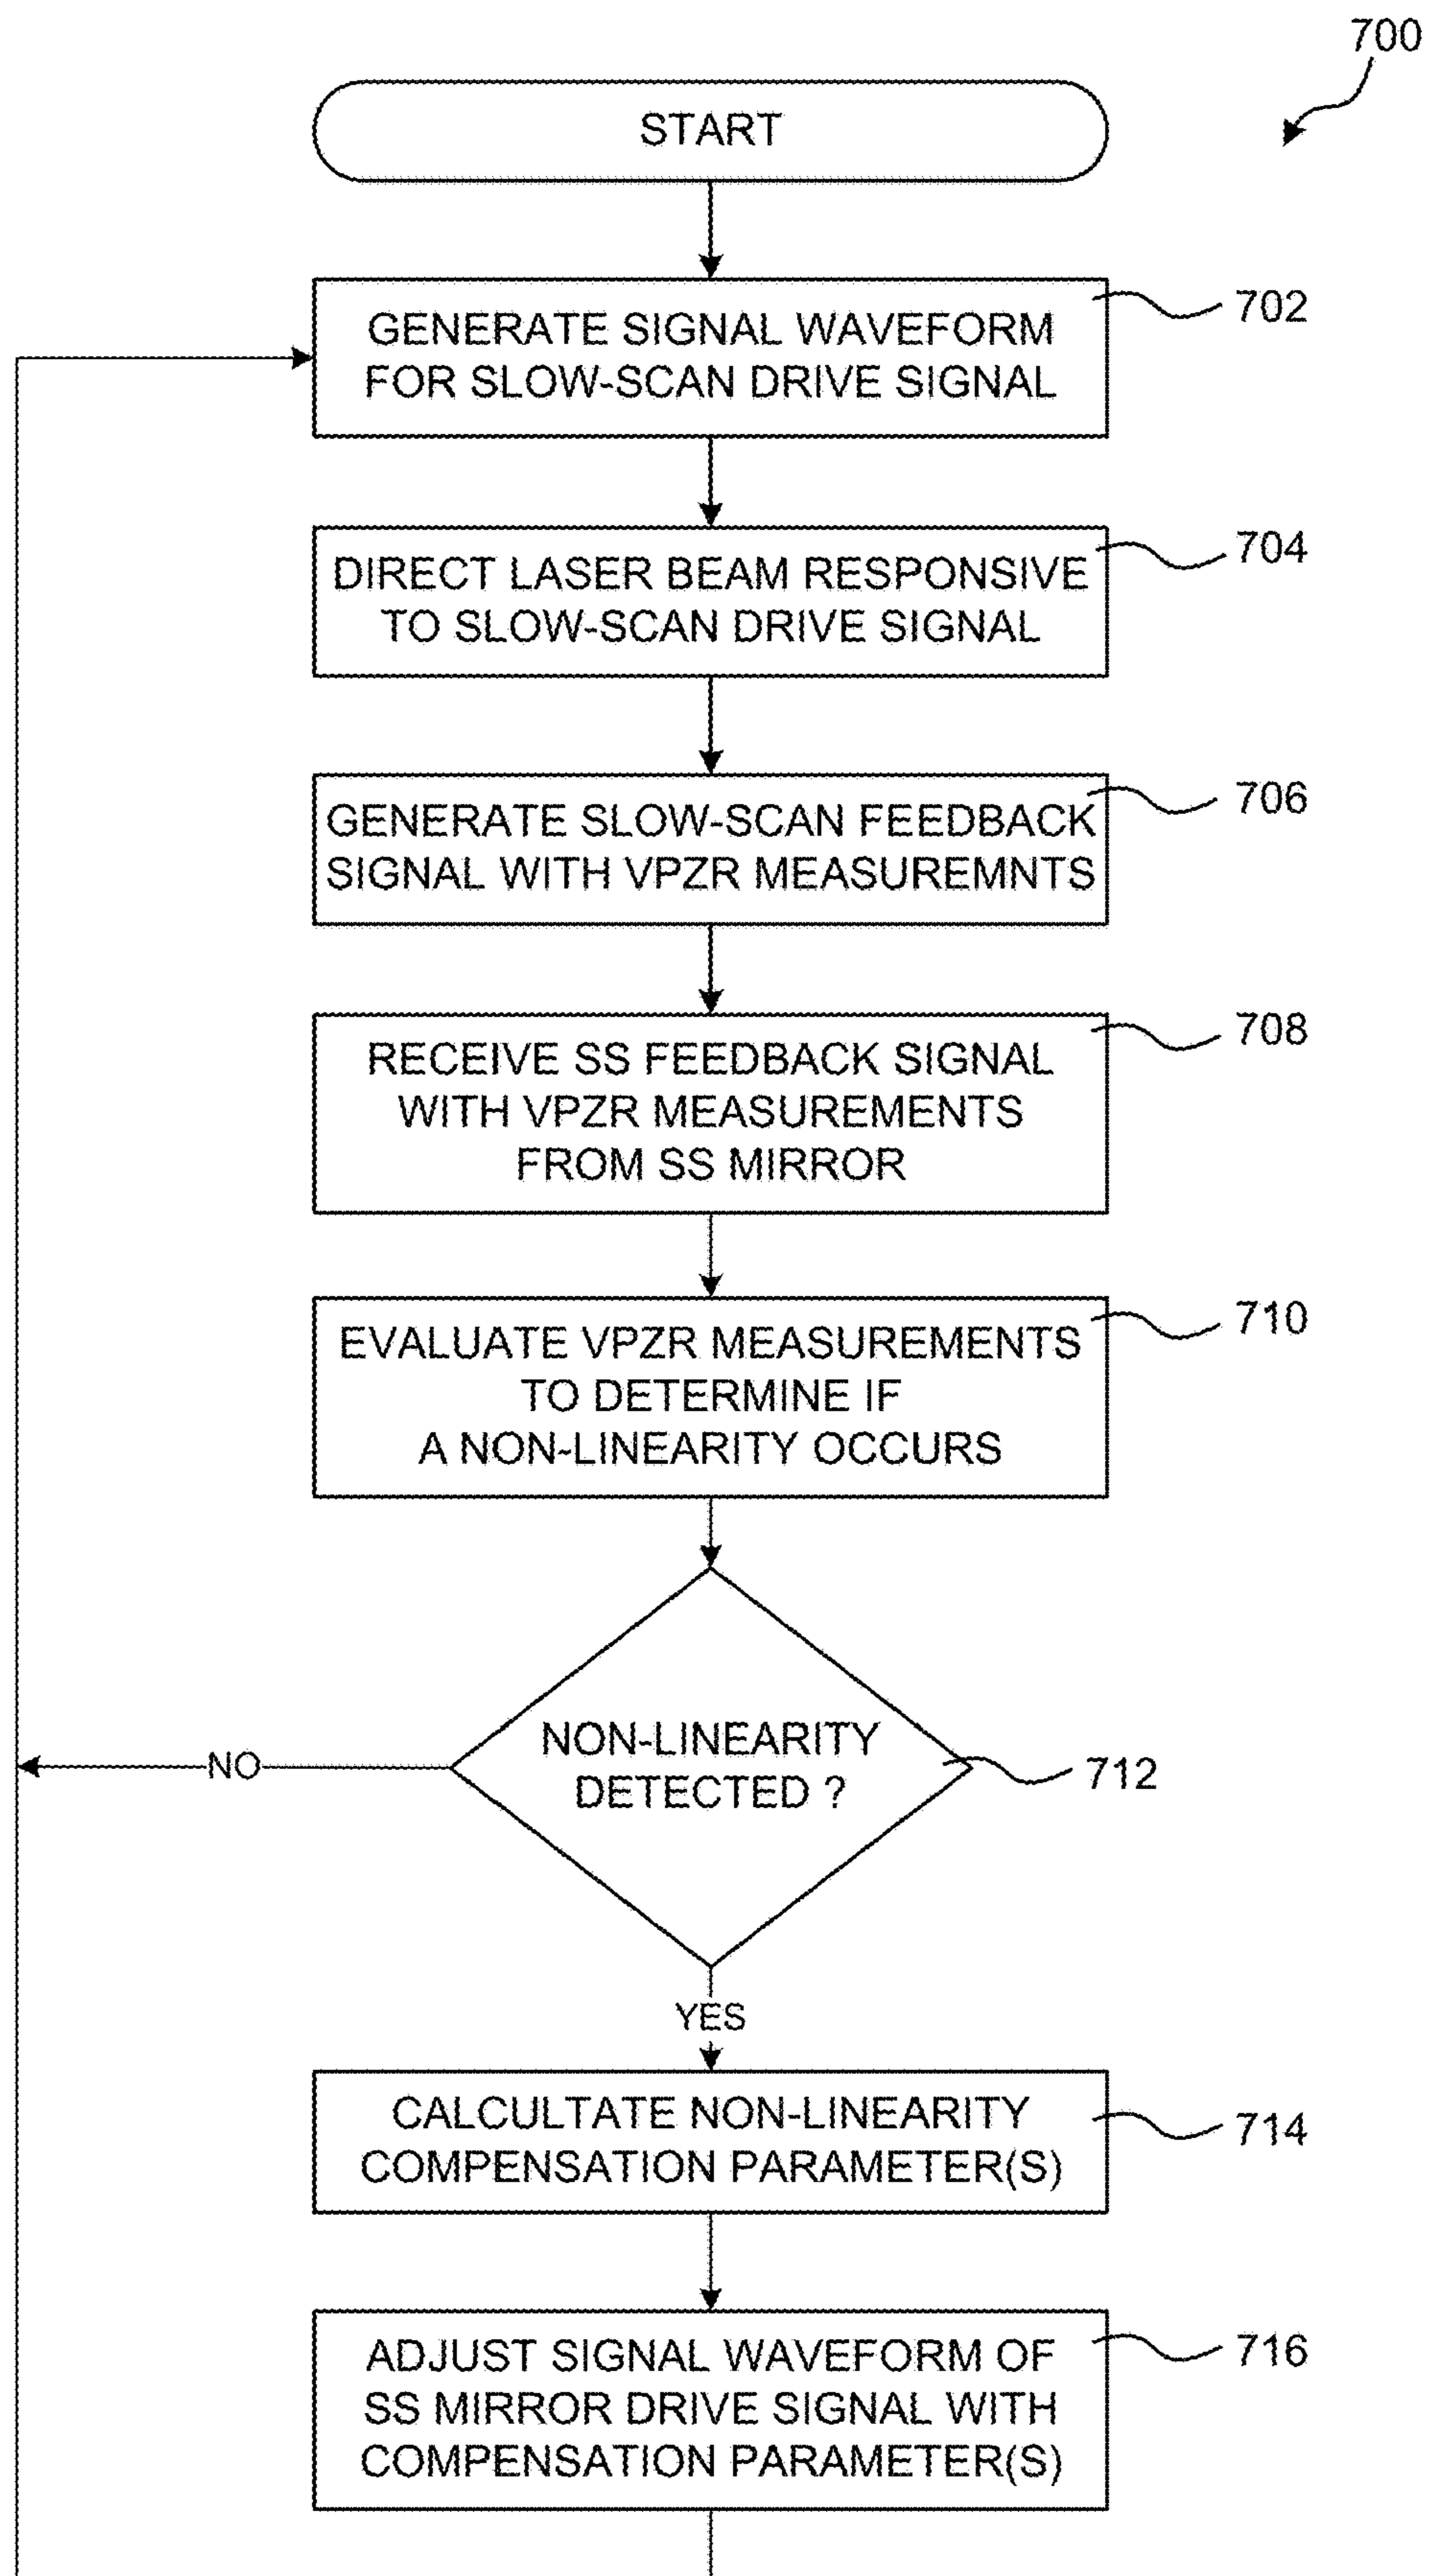 700
START
GENERATE SIGNAL WAVEFORM
FOR SLOW-SCAN DRIVE SIGNAL
702
DIRECT LASER BEAM RESPONSIVE
TO SLOW-SCAN DRIVE SIGNAL
704
GENERATE SLOW-SCAN FEEDBACK
SIGNAL WITH VPZR MEASUREMNTS
706
RECEIVE SS FEEDBACK SIGNAL
WITH VPZR MEASUREMENTS
FROM SS MIRROR
708
EVALUATE VPZR MEASUREMENTS
TO DETERMINE IF
A NON-LINEARITY OCCURS
710
NON-LINEARITY
DETECTED ?
712
NO
YES
CALCULTATE NON-LINEARITY
COMPENSATION PARAMETER(S)
714
ADJUST SIGNAL WAVEFORM OF
SS MIRROR DRIVE SIGNAL WITH
COMPENSATION PARAMETER(S)
716